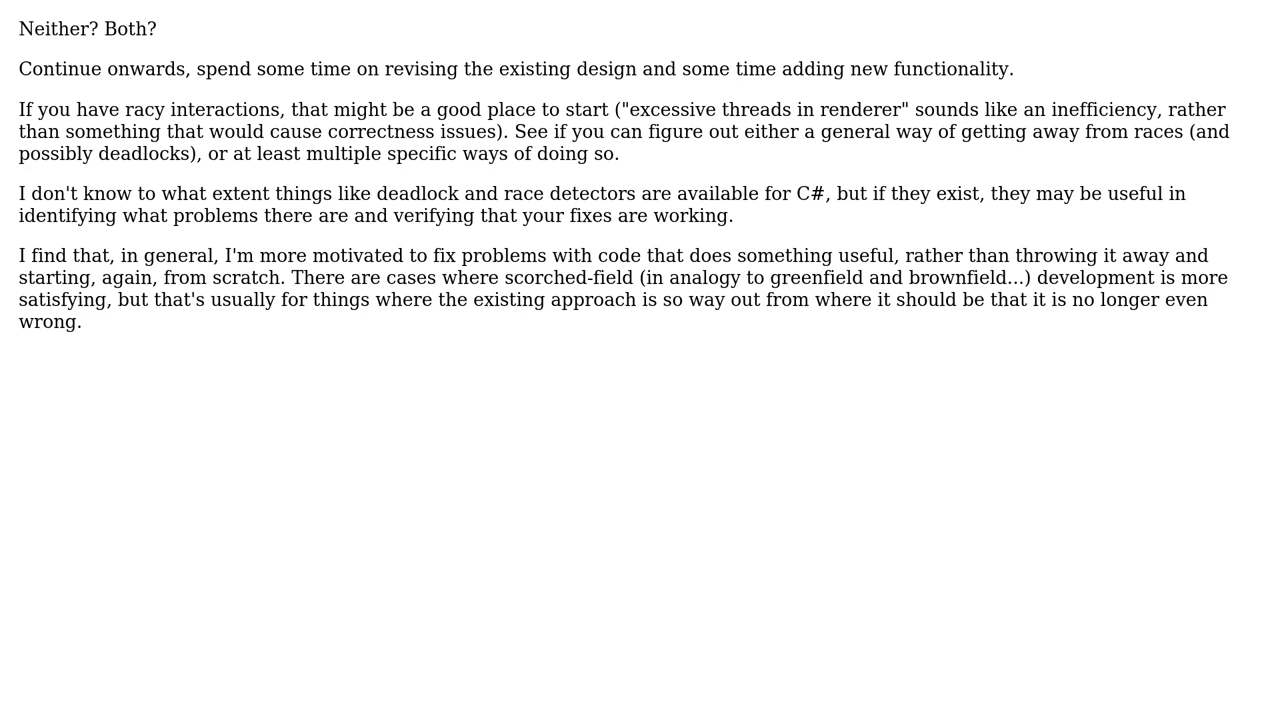 Neither? Both?
Continue onwards, spend some time on revising the existing design and some time adding new functionality.
If you have racy interactions, that might be a good place to start ("excessive threads in renderer" sounds like an inefficiency, rather
than something that would cause correctness issues). See if you can figure out either a general way of getting away from races (and
possibly deadlocks), or at least multiple specific ways of doing so.
I don't know to what extent things like deadlock and race detectors are available for C#, but if they exist, they may be useful in
identifying what problems there are and verifying that your fixes are working.
I find that, in general, I'm more motivated to fix problems with code that does something useful, rather than throwing it away and
starting, again, from scratch. There are cases where scorched-field (in analogy to greenfield and brownfield...) development is more
satisfying, but that's usually for things where the existing approach is so way out from where it should be that it is no longer even
wrong.